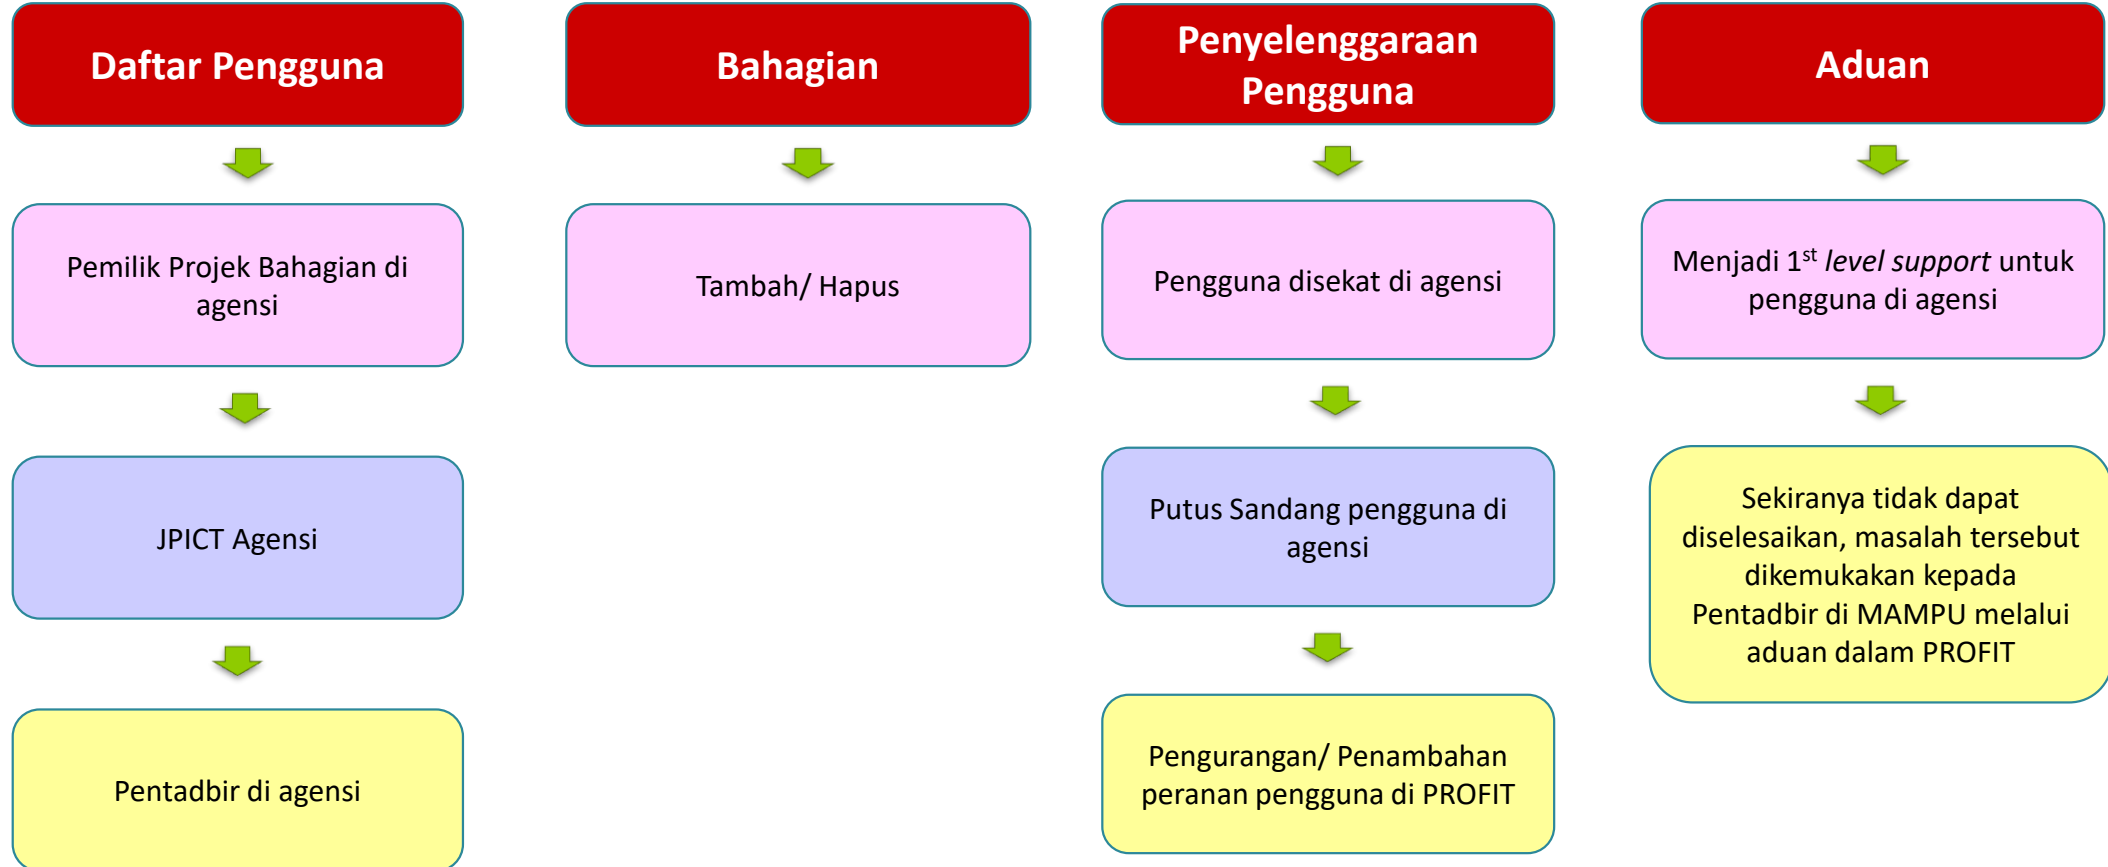 Daftar Pengguna
Pemilik Projek Bahagian di
agensi
JPICT Agensi
Pentadbir di agensi
Bahagian
Tambah/ Hapus
Penyelenggaraan
Pengguna
Pengguna disekat di agensi
Putus Sandang pengguna di
agensi
Pengurangan/ Penambahan
peranan pengguna di PROFIT
Aduan
Menjadi 1st level support untuk
pengguna di agensi
Sekiranya tidak dapat
diselesaikan, masalah tersebut
dikemukakan kepada
Pentadbir di MAMPU melalui
aduan dalam PROFIT